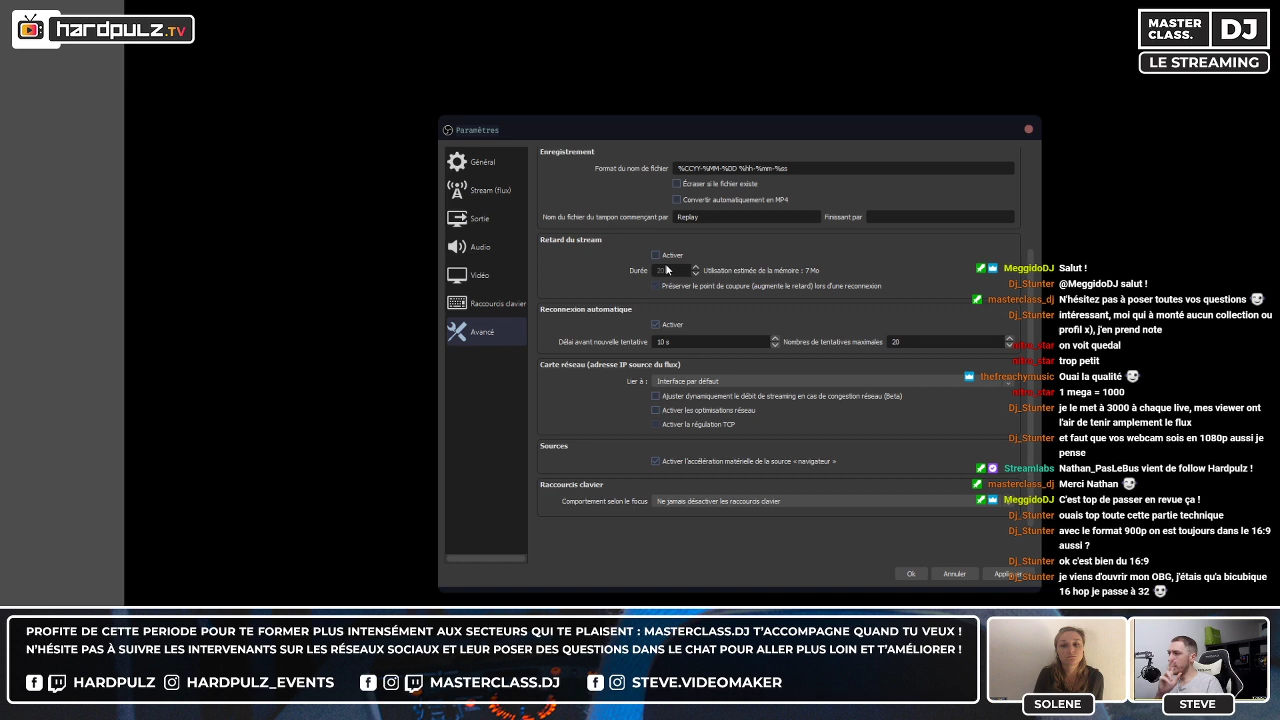 hardpulz.TV
MASTER
CLASS.
DJ
LE STREAMING
Paramètres
Général
Stream (flux)
Sortie
Audio
Vidéo
Raccourcis clavier
Avancé
Enregistrement
Format du nom de fichier
%CCYY-%MM-%DD %hh-%mm-%ss
Écraser si le fichier existe
Convertir automatiquement en MP4
Nom du fichier du tampon commençant par
Replay
Finissant par
Retard du stream
Activer
Durée
Utilisation estimée de la mémoire : 7 Mo
Préserver le point de coupure (augmente le retard) lors d'une reconnexion
Reconnexion automatique
Activer
Délai avant nouvelle tentative
10 s
Nombres de tentatives maximales
20
Carte réseau (adresse IP source du flux)
Lier à :
Interface par défaut
Ajuster dynamiquement le débit de streaming en cas de congestion réseau (Beta)
Activer les optimisations réseau
Activer la régulation TCP
Sources
Activer l'accélération matérielle de la source « navigateur »
Raccourcis clavier
Comportement selon le focus
Ne jamais désactiver les raccourcis clavier
Ok
Annuler
MeggidoDJ Salut !
Dj_Stunter @MeggidoDJ salut !
masterclass_dj N'hésitez pas à poser toutes vos questions
Dj_Stunter intéressant, moi qui à monté aucun collection ou
profil x), j'en prend note
nitro_star on voit quedal
nitro_star trop petit
thefrenchymusic Ouai la qualité
nitro_star 1 mega = 1000
Dj_Stunter je le met à 3000 à chaque live, mes viewer ont
l'air de tenir amplement le flux
Dj_Stunter et faut que vos webcam sois en 1080p aussi je
pense
Streamlabs Nathan_PasLeBus vient de follow Hardpulz !
masterclass_dj Merci Nathan
MeggidoDJ C'est top de passer en revue ça !
Dj_Stunter ouais top toute cette partie technique
Dj_Stunter avec le format 900p on est toujours dans le 16:9
aussi ?
Dj_Stunter ok c'est bien du 16:9
Dj_Stunter je viens d'ouvrir mon OBG, j'étais qu'a bicubique
16 hop je passe à 32
PROFITE DE CETTE PERIODE POUR TE FORMER PLUS INTENSÉMENT AUX SECTEURS QUI TE PLAISENT : MASTERCLASS.DJ T'ACCOMPAGNE QUAND TU VEUX !
N'HÉSITE PAS À SUIVRE LES INTERVENANTS SUR LES RÉSEAUX SOCIAUX ET LEUR POSER DES QUESTIONS DANS LE CHAT POUR ALLER PLUS LOIN ET T'AMÉLIORER !
HARDPULZ HARDPULZ_EVENTS MASTERCLASS.DJ STEVE.VIDEOMAKER
SOLENE
STEVE